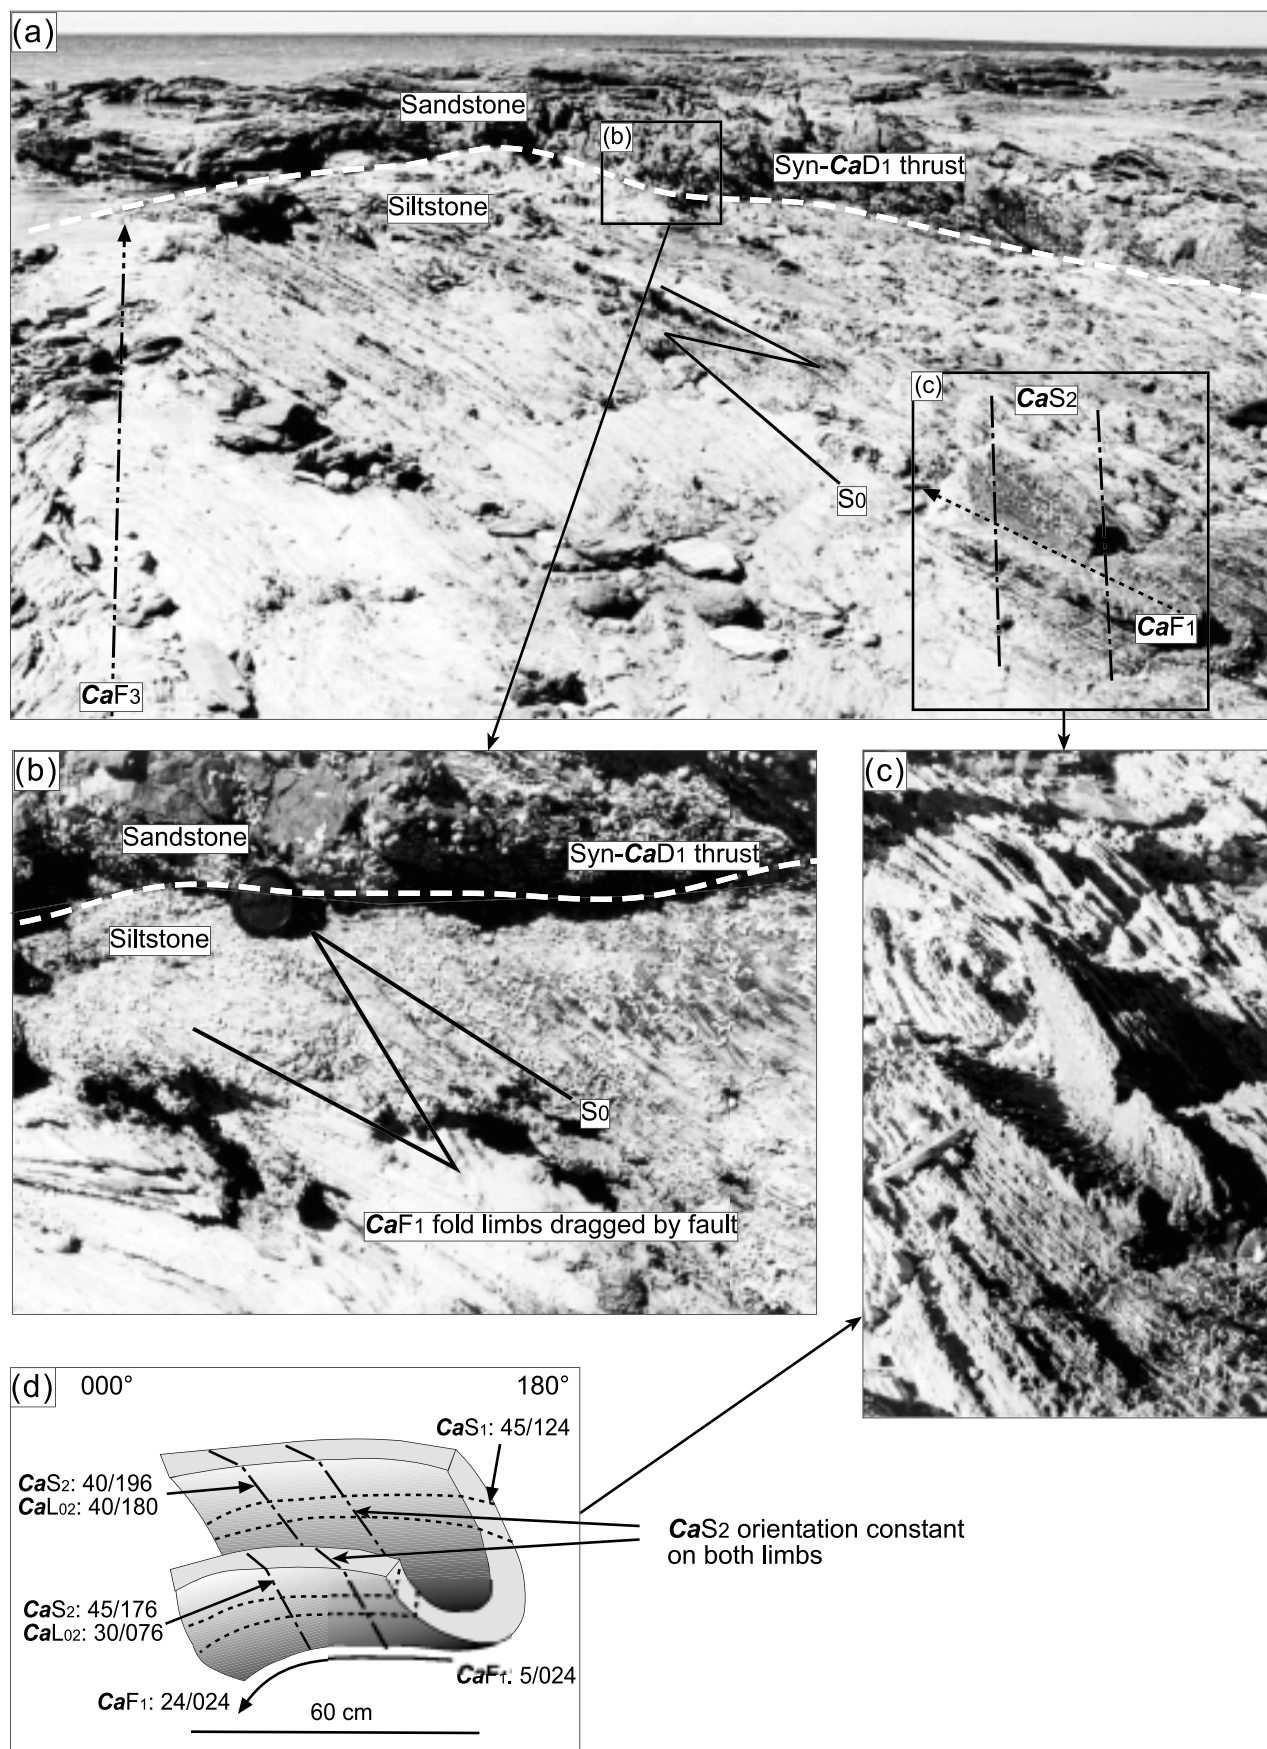 (a)
Sandstone
(b)
Syn-CaD1 thrust
Siltstone
(c)
CaS2
S0
CaF1
CaF3
(b)
Sandstone
Syn-CaD1 thrust
Siltstone
S0
CaF1 fold limbs dragged by fault
(c)
(d)
000°
180°
CaS1: 45/124
CaS2: 40/196
CaL02: 40/180
CaS2 orientation constant
on both limbs
CaS2: 45/176
CaL02: 30/076
CaF1: 5/024
CaF1: 24/024
60 cm